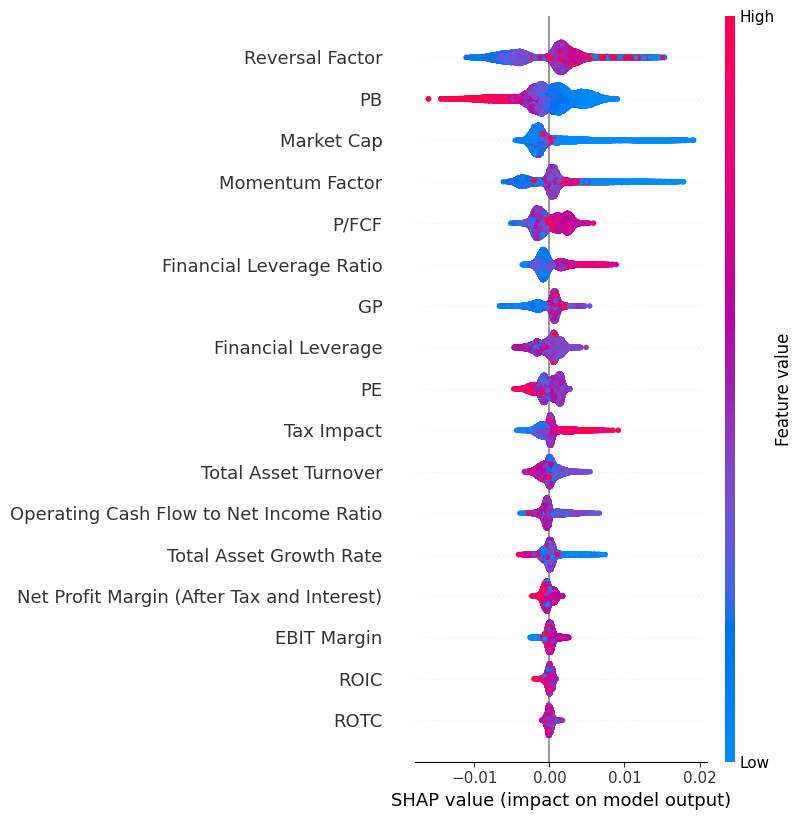 High
Reversal Factor
PB
Market Cap
Momentum Factor
P/FCF
Financial Leverage Ratio
GP
Financial Leverage
PE
Tax Impact
Total Asset Turnover
Operating Cash Flow to Net Income Ratio
Total Asset Growth Rate
Net Profit Margin (After Tax and Interest)
EBIT Margin
ROIC
ROTC
Feature value
Low
−0.01 0.00 0.01 0.02
SHAP value (impact on model output)